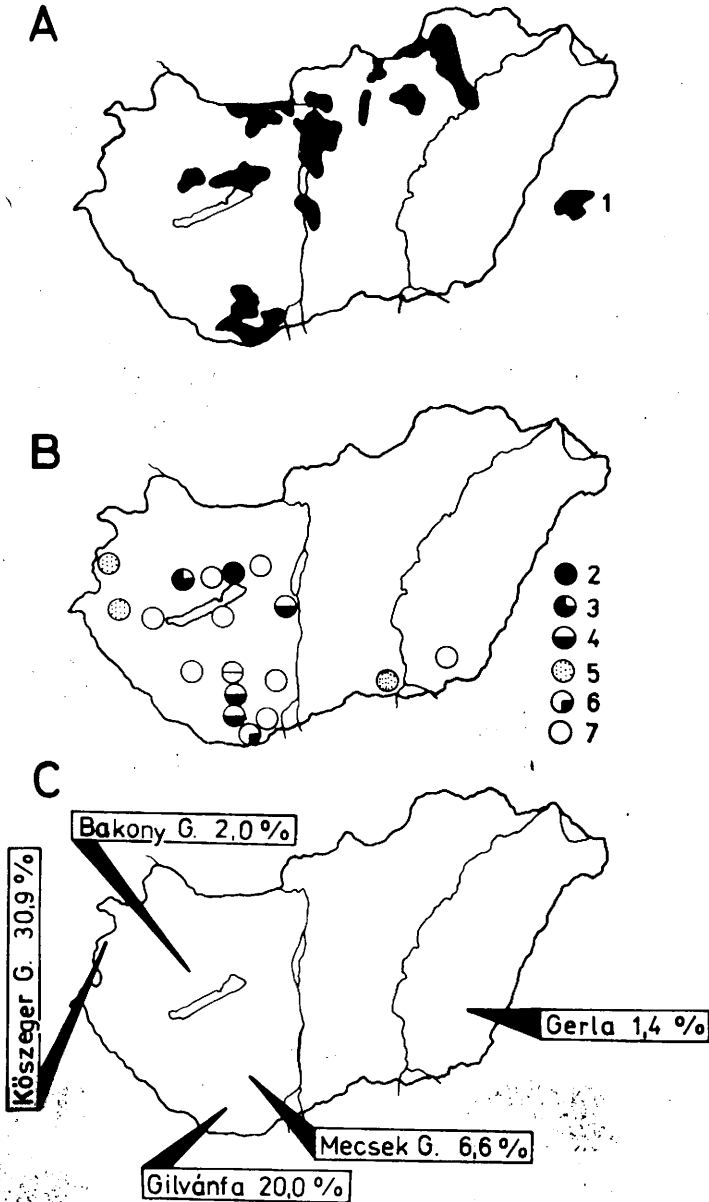 A
1
B
2
3
4
5
6
7
C
Bakony G. 2,0 %
Köszeger G. 30,9 %
Gerla 1,4 %
Mecsek G. 6,6 %
Gilvánfa 20,0 %